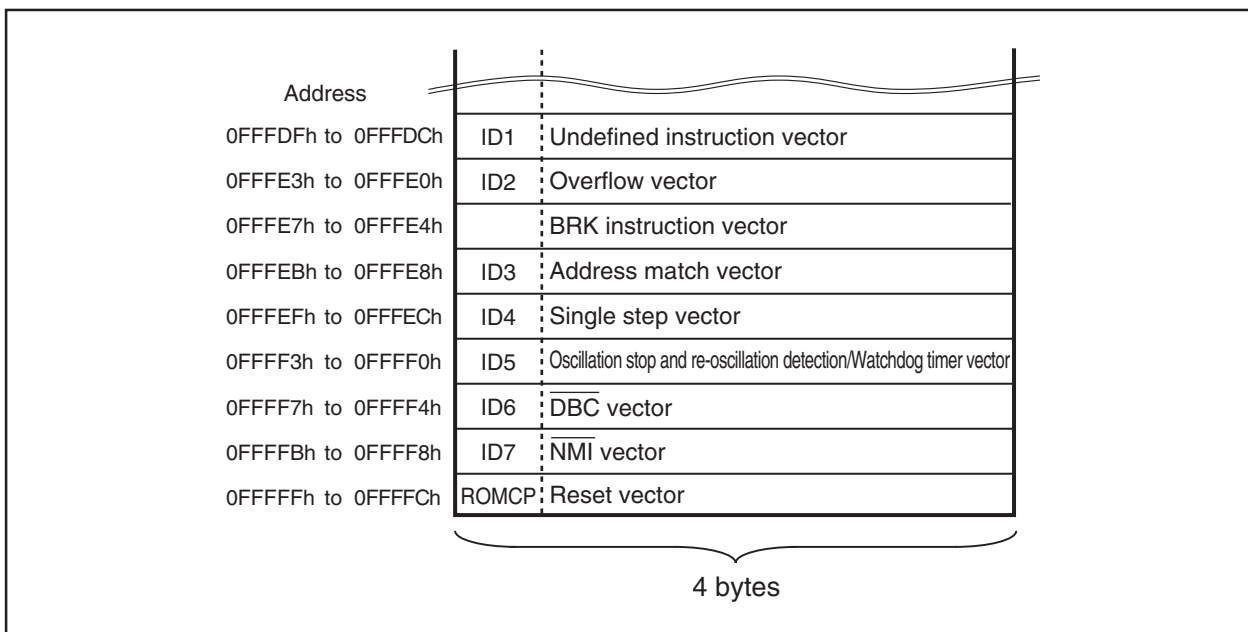 Address
0FFFDFh to 0FFFDCh ID1 Undefined instruction vector
0FFFE3h to 0FFFE0h ID2 Overflow vector
0FFFE7h to 0FFFE4h BRK instruction vector
0FFFEBh to 0FFFE8h ID3 Address match vector
0FFFEFh to 0FFFECh ID4 Single step vector
0FFFF3h to 0FFFF0h ID5 Oscillation stop and re-oscillation detection/Watchdog timer vector
0FFFF7h to 0FFFF4h ID6 D̅B̅C̅ vector
0FFFFBh to 0FFFF8h ID7 N̅M̅I̅ vector
0FFFFFh to 0FFFFCh ROMCP Reset vector
4 bytes